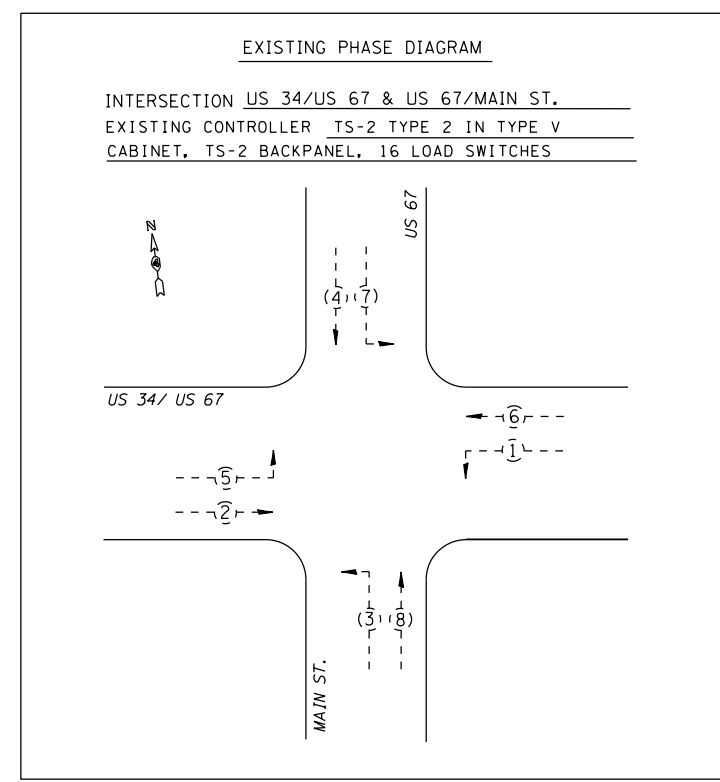 EXISTING PHASE DIAGRAM
INTERSECTION US 34/US 67 & US 67/MAIN ST.
EXISTING CONTROLLER TS-2 TYPE 2 IN TYPE V
CABINET, TS-2 BACKPANEL, 16 LOAD SWITCHES
US 67
N
(4) (7)
US 34/ US 67
6
1
5
2
(3) (8)
MAIN ST.